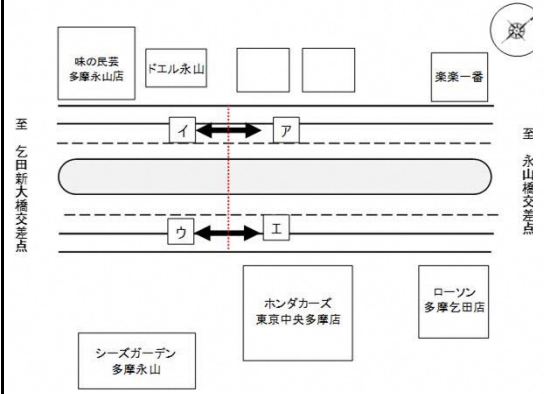 味の民芸
多摩永山店
ドエル永山
楽楽一番
イ
ア
至 乞田新大橋交差点
至 永山橋交差点
ウ
エ
ホンダカーズ
東京中央多摩店
ローソン
多摩乞田店
シーズガーデン
多摩永山